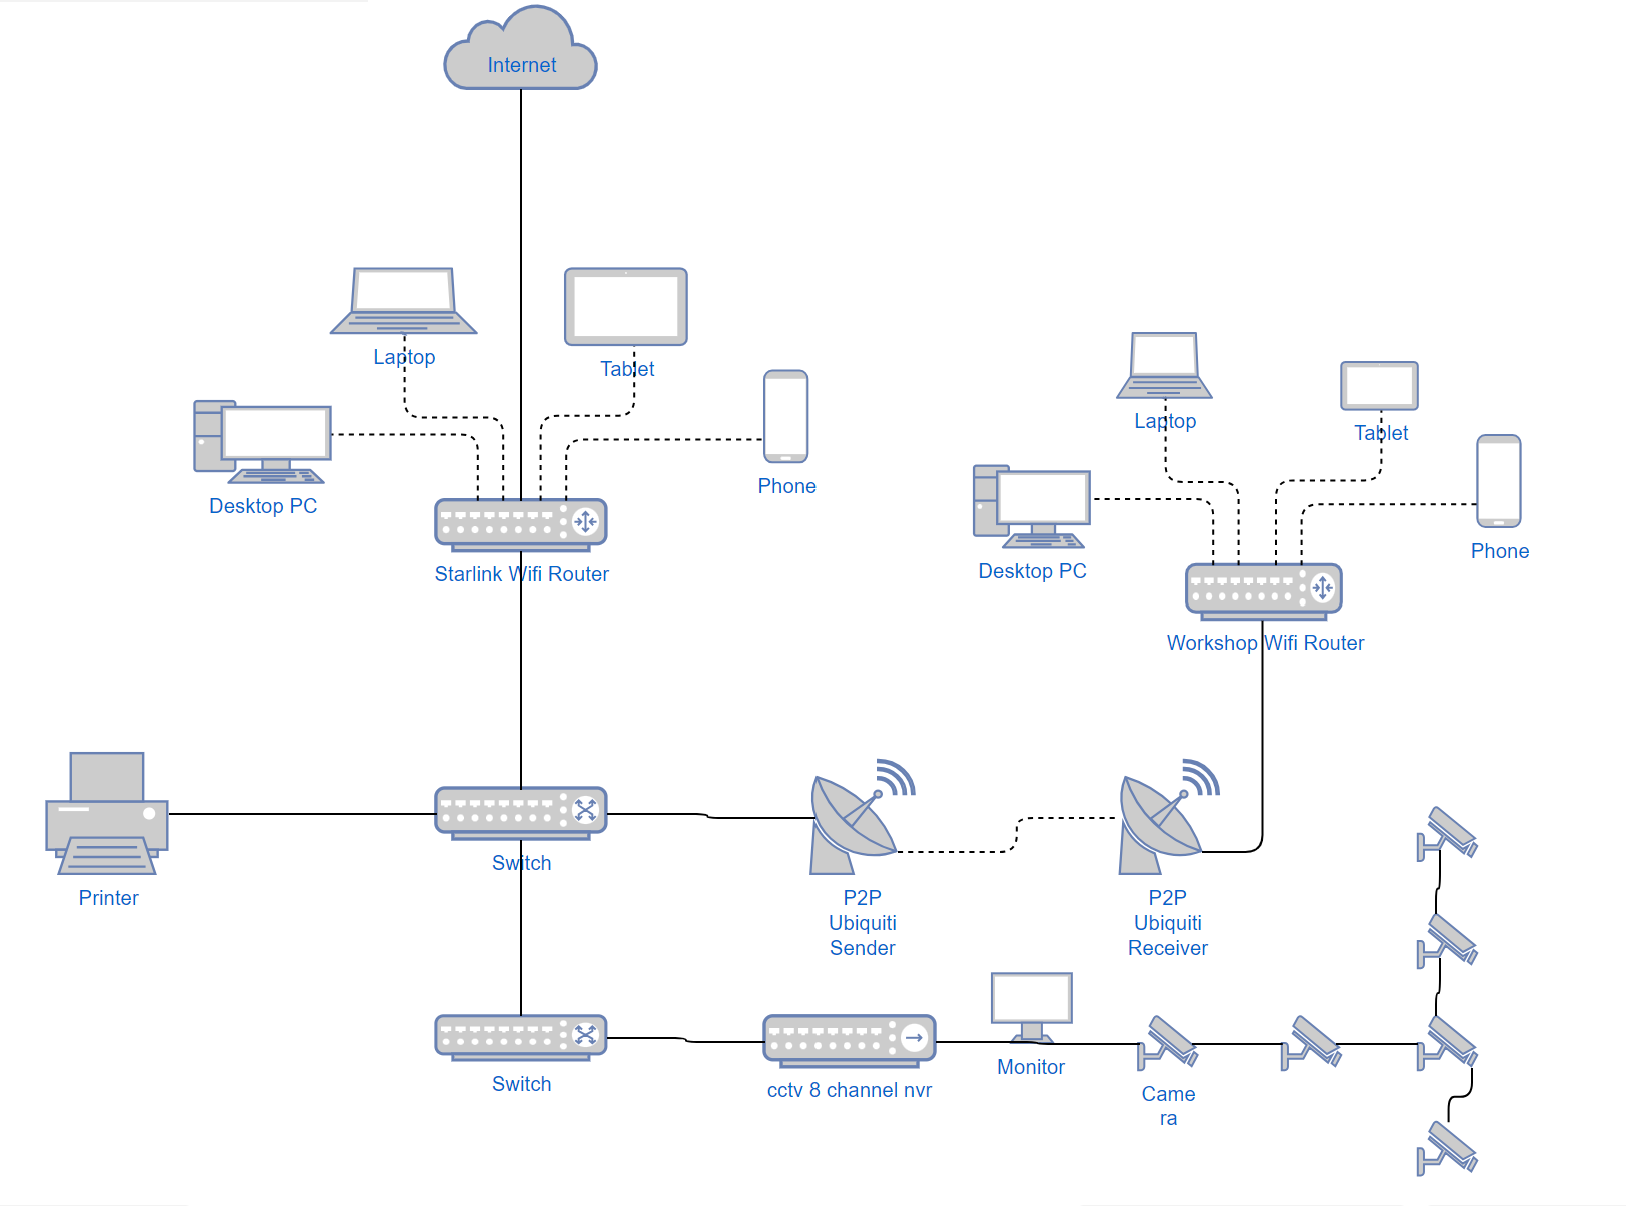 Internet
Laptop
Tablet
Phone
Desktop PC
Starlink Wifi Router
Laptop
Tablet
Phone
Desktop PC
Workshop Wifi Router
Printer
Switch
P2P
Ubiquiti
Sender
P2P
Ubiquiti
Receiver
Switch
cctv 8 channel nvr
Monitor
Came
ra